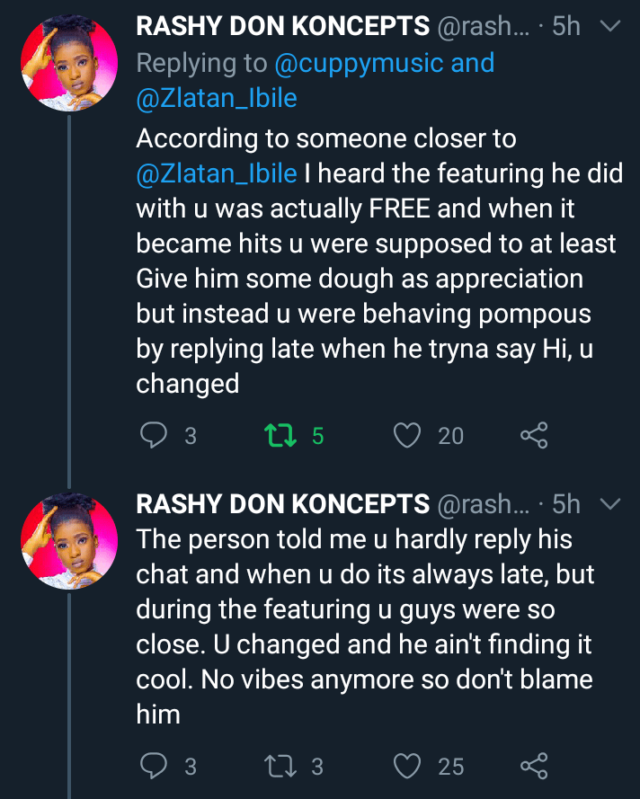 RASHY DON KONCEPTS @rash... · 5h
Replying to @cuppymusic and
@Zlatan_Ibile
According to someone closer to
@Zlatan_Ibile I heard the featuring he did
with u was actually FREE and when it
became hits u were supposed to at least
Give him some dough as appreciation
but instead u were behaving pompous
by replying late when he tryna say Hi, u
changed
3 5 20
RASHY DON KONCEPTS @rash... · 5h
The person told me u hardly reply his
chat and when u do its always late, but
during the featuring u guys were so
close. U changed and he ain't finding it
cool. No vibes anymore so don't blame
him
3 3 25